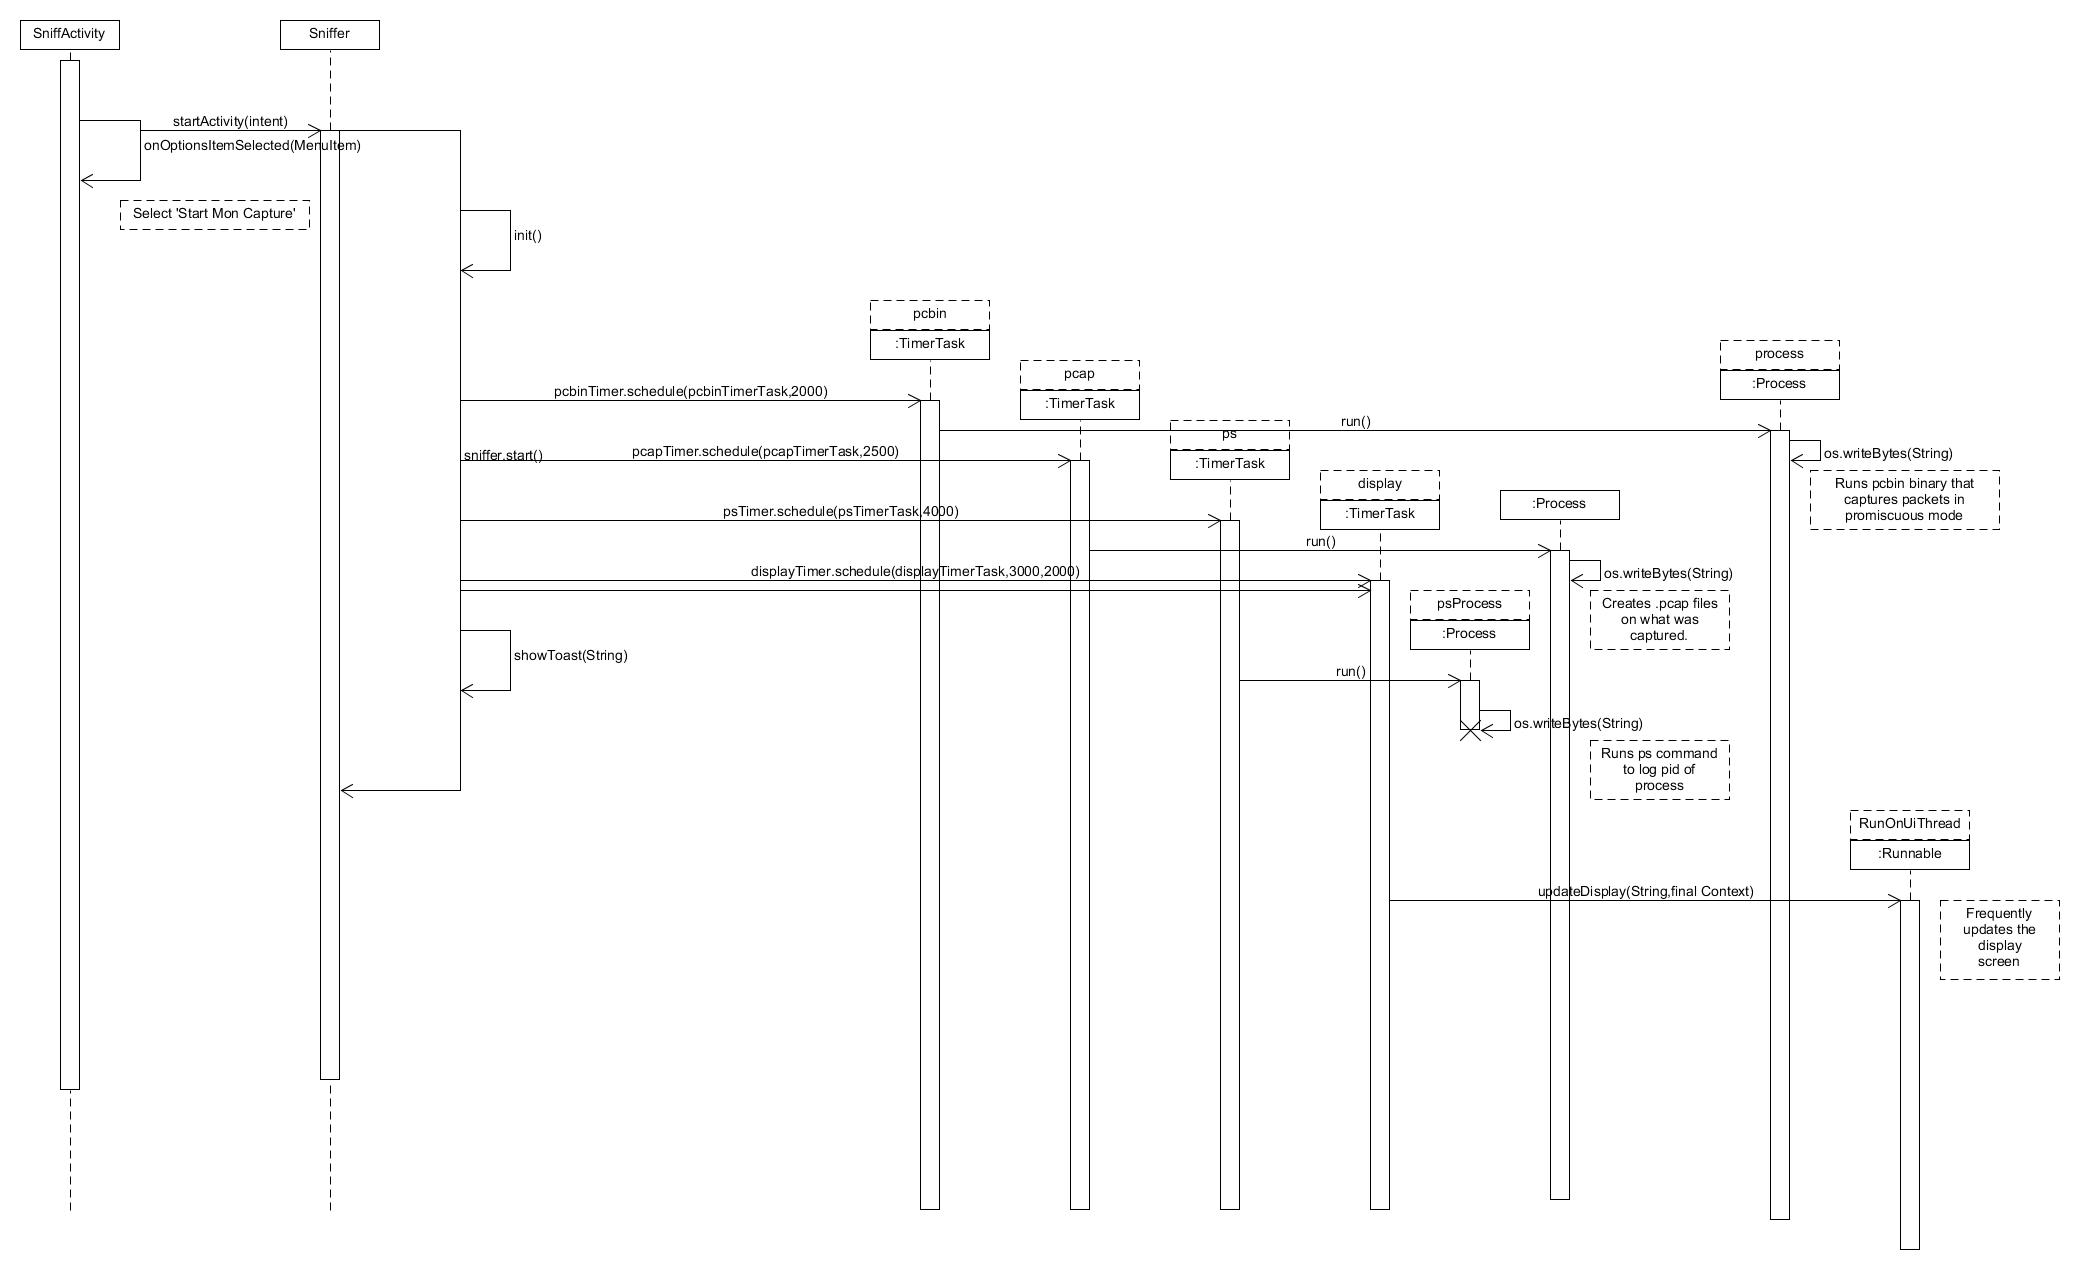 SniffActivity
Sniffer
startActivity(intent)
onOptionsItemSelected(MenuItem)
Select 'Start Mon Capture'
init()
pcbin
:TimerTask
process
:Process
pcap
:TimerTask
pcbinTimer.schedule(pcbinTimerTask,2000)
run()
ps
:TimerTask
sniffer.start()
pcapTimer.schedule(pcapTimerTask,2500)
os.writeBytes(String)
Runs pcbin binary that
captures packets in
promiscuous mode
display
:TimerTask
:Process
psTimer.schedule(psTimerTask,4000)
run()
displayTimer.schedule(displayTimerTask,3000,2000)
os.writeBytes(String)
Creates .pcap files
on what was
captured.
psProcess
:Process
showToast(String)
run()
os.writeBytes(String)
Runs ps command
to log pid of
process
RunOnUiThread
:Runnable
updateDisplay(String,final Context)
Frequently
updates the
display
screen